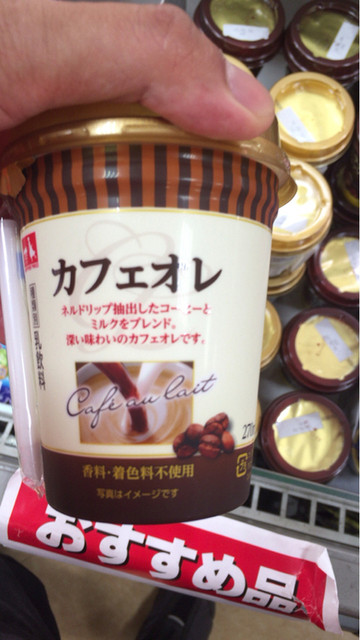 カフェオレ
ネルドリップ抽出したコーヒーと
ミルクをブレンド。
深い味わいのカフェオレです。
乳飲料
Café au lait
27
香料・着色料不使用
写真はイメージです
おすすめ品